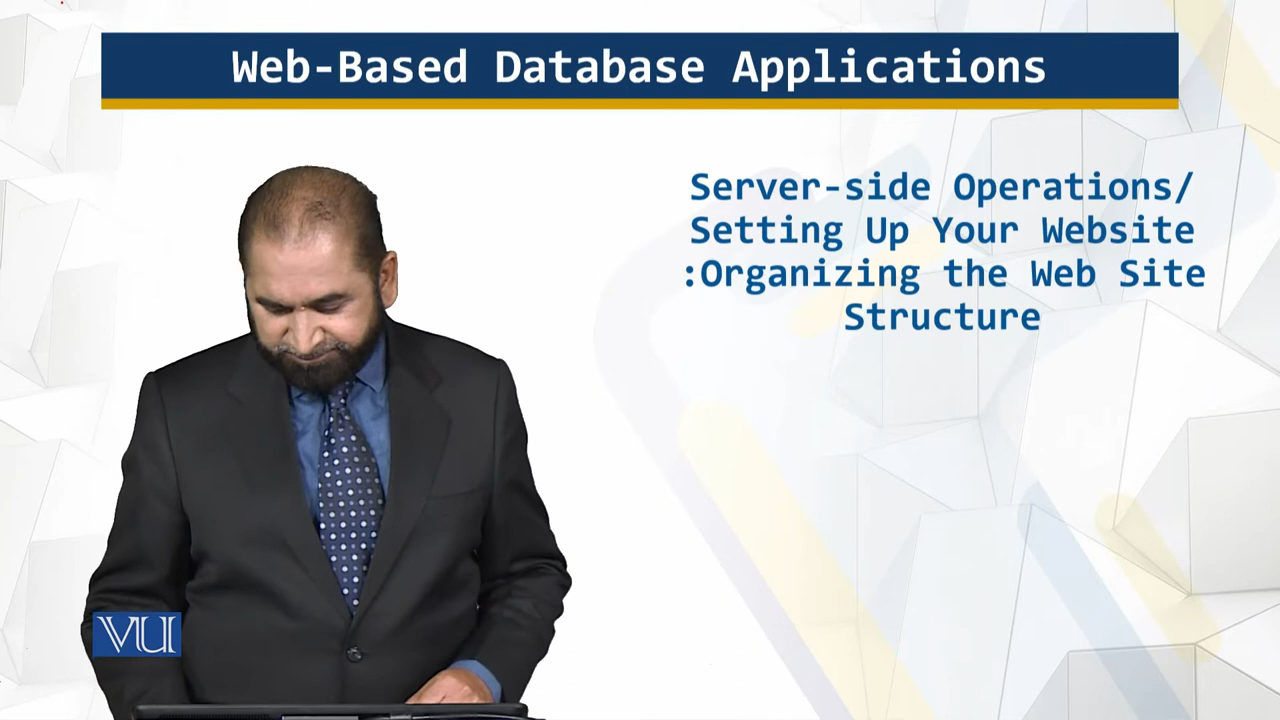 Web-Based Database Applications
Server-side Operations/
Setting Up Your Website
:Organizing the Web Site
Structure
VU